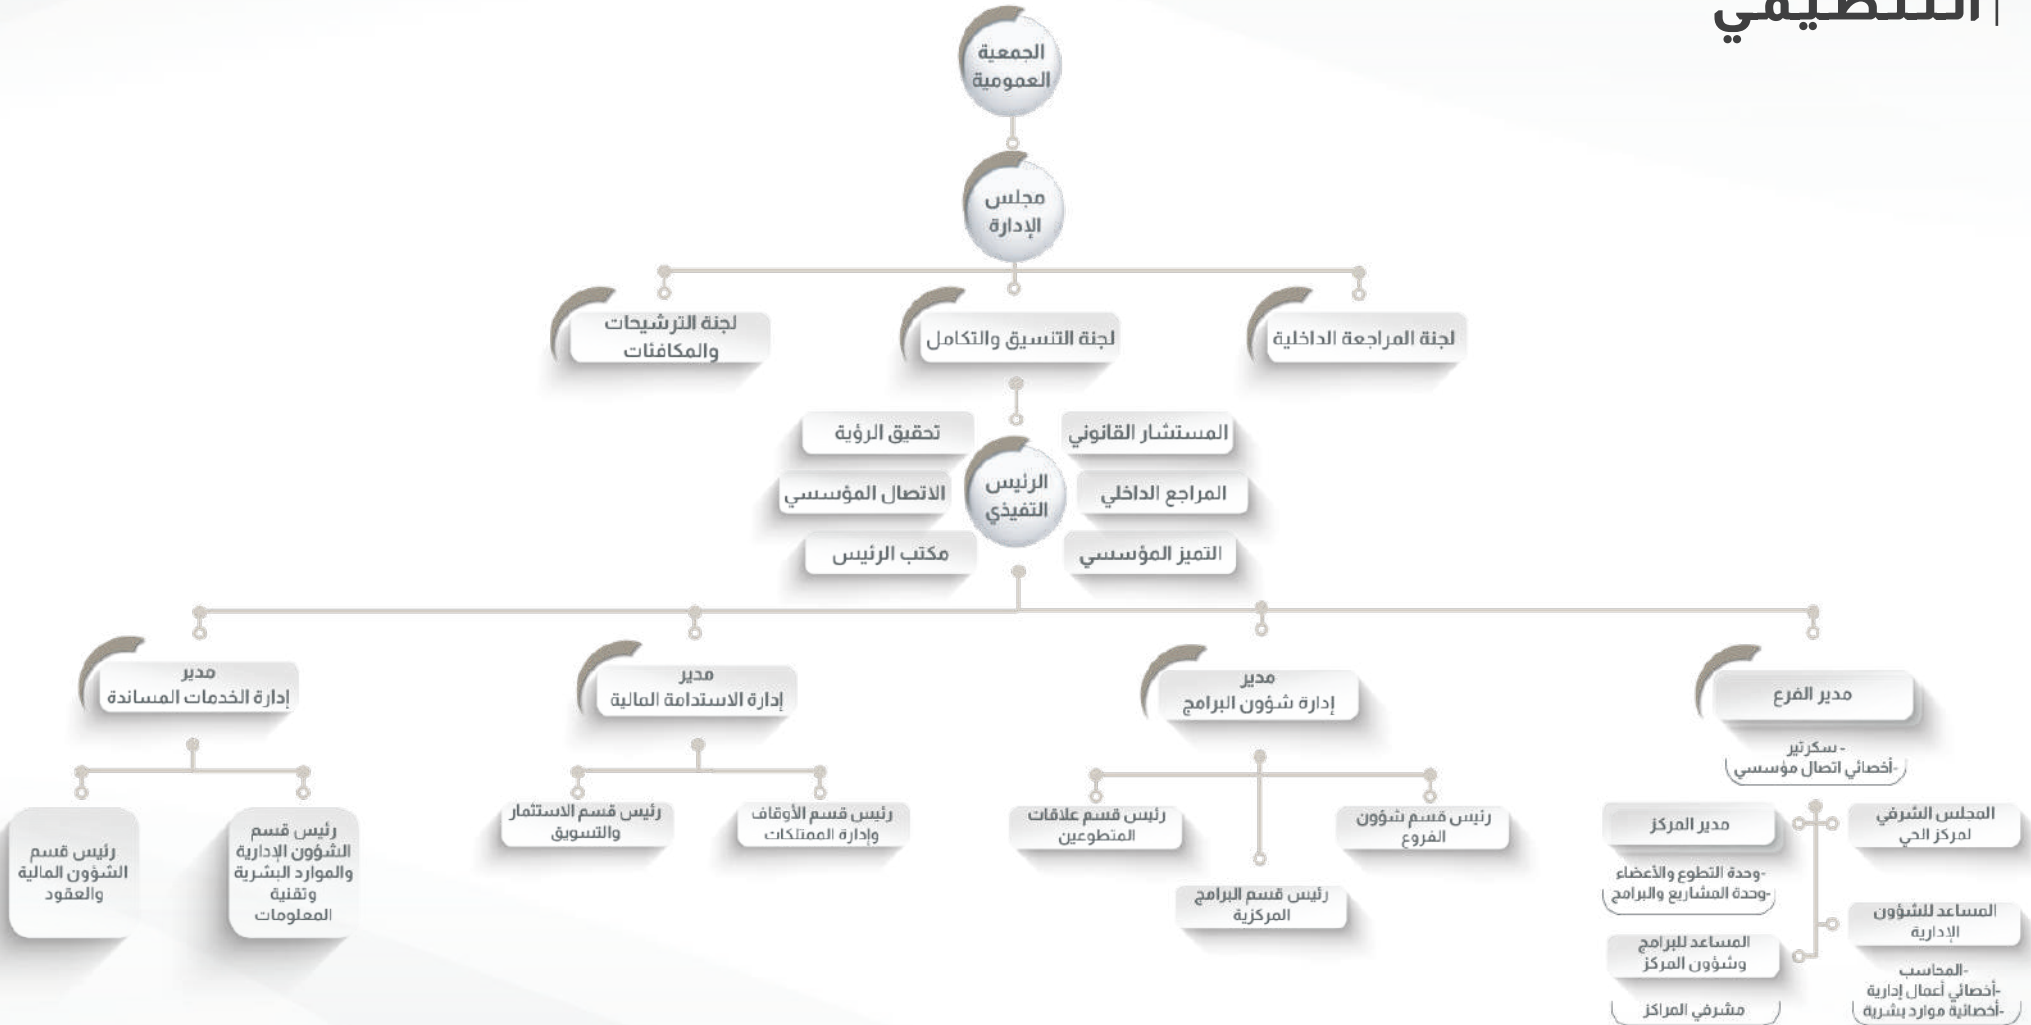 التنظيمي
الجمعية
العمومية
مجلس
الإدارة
لجنة المراجعة الداخلية
لجنة التنسيق والتكامل
لجنة الترشيحات
والمكافئات
المستشار القانوني
تحقيق الرؤية
الرئيس
التفيذي
المراجع الداخلي
الاتصال المؤسسي
التميز المؤسسي
مكتب الرئيس
مدير الفرع
- سكرتير
-أخصائي اتصال مؤسسي
مدير
إدارة شؤون البرامج
مدير
إدارة الاستدامة المالية
مدير
إدارة الخدمات المساندة
المجلس الشرفي
لمركز الحي
مدير المركز
-وحدة التطوع والأعضاء
-وحدة المشاريع والبرامج
المساعد للشؤون
الإدارية
-المحاسب
-أخصائي أعمال إدارية
-أخصائية موارد بشرية
المساعد للبرامج
وشؤون المركز
مشرفي المراكز
رئيس قسم شؤون
الفروع
رئيس قسم البرامج
المركزية
رئيس قسم علاقات
المتطوعين
رئيس قسم الأوقاف
وإدارة الممتلكات
رئيس قسم الاستثمار
والتسويق
رئيس قسم
الشؤون الإدارية
والموارد البشرية
وتقنية
المعلومات
رئيس قسم
الشؤون المالية
والعقود